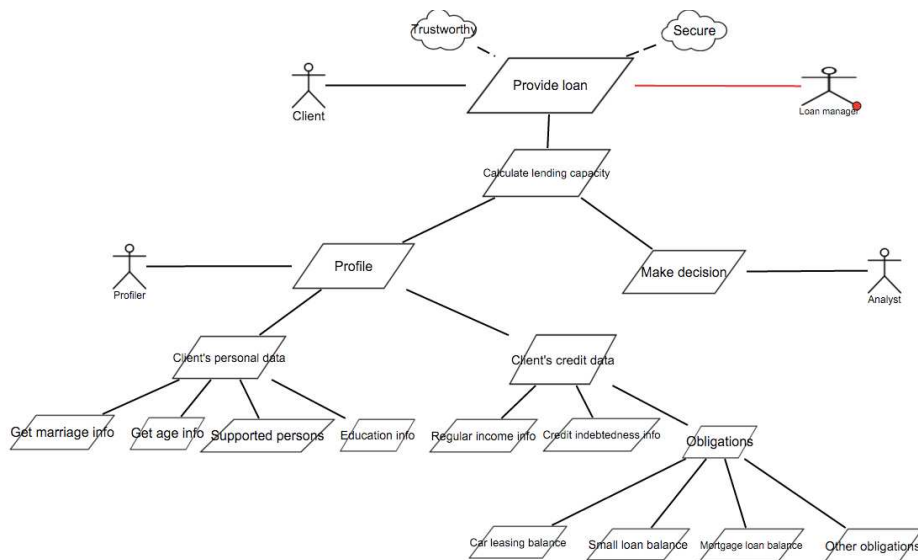 Trustworthy
Secure
Provide loan
Client
Loan manager
Calculate lending capacity
Profile
Make decision
Profiler
Analyst
Client's personal data
Client's credit data
Get marriage info
Get age info
Supported persons
Education info
Regular income info
Credit indebtedness info
Obligations
Car leasing balance
Small loan balance
Mortgage loan balance
Other obligations